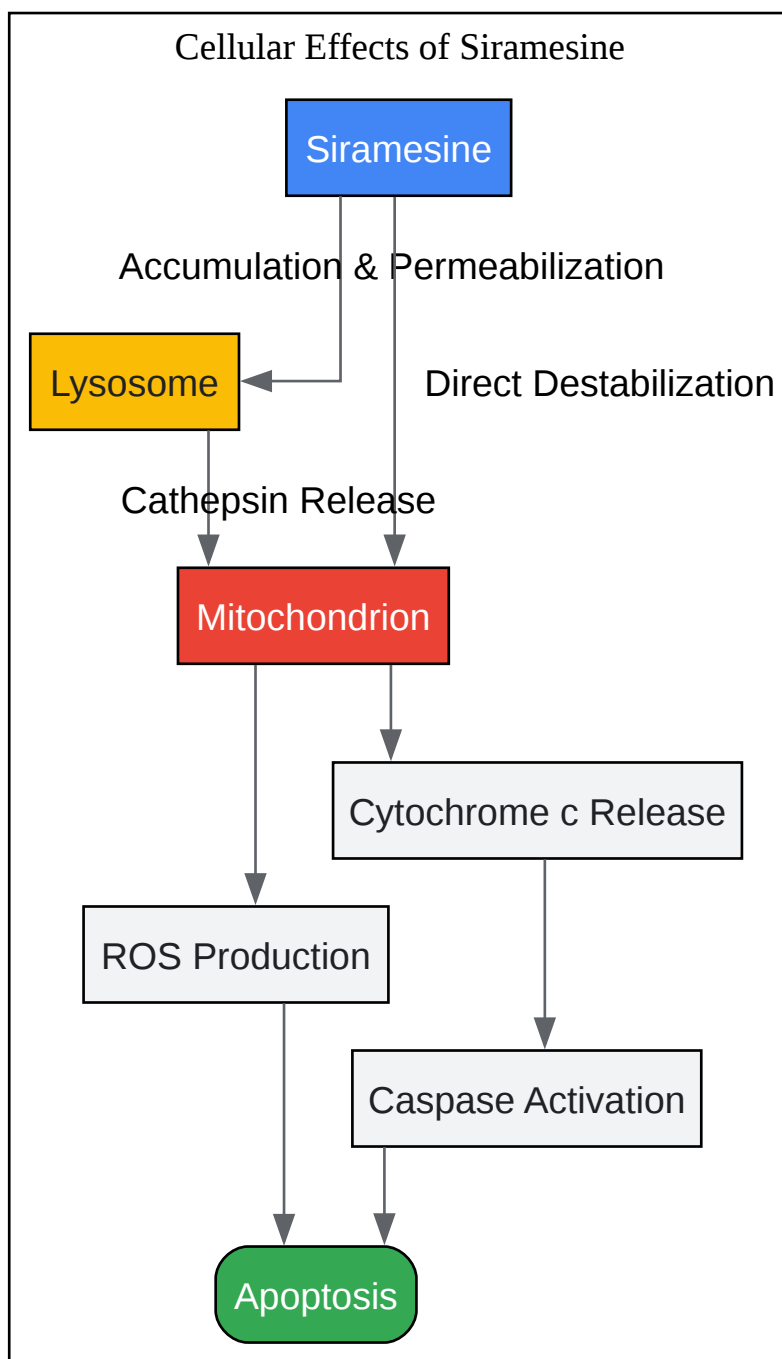 Cellular Effects of Siramesine
Siramesine
Accumulation & Permeabilization
Lysosome
Direct Destabilization
Cathepsin Release
Mitochondrion
Cytochrome c Release
ROS Production
Caspase Activation
Apoptosis